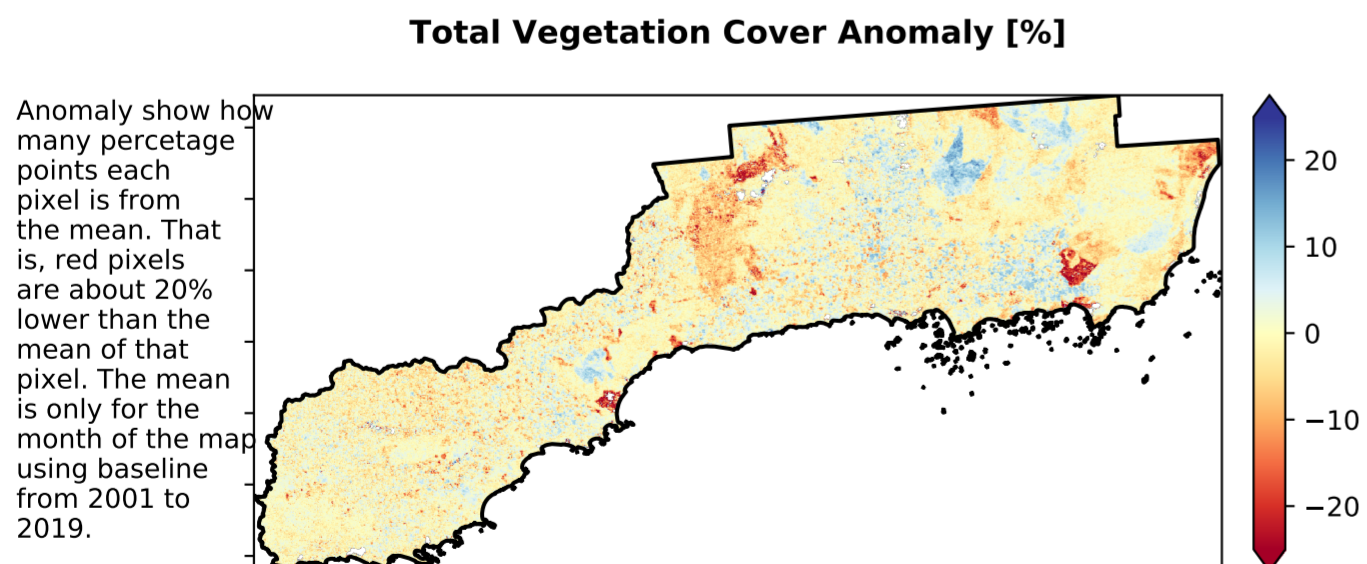 Total Vegetation Cover Anomaly [%]
Anomaly show how
many percetage
points each
pixel is from
the mean. That
is, red pixels
are about 20%
lower than the
mean of that
pixel. The mean
is only for the
month of the map
using baseline
from 2001 to
2019.
20
10
0
−10
−20